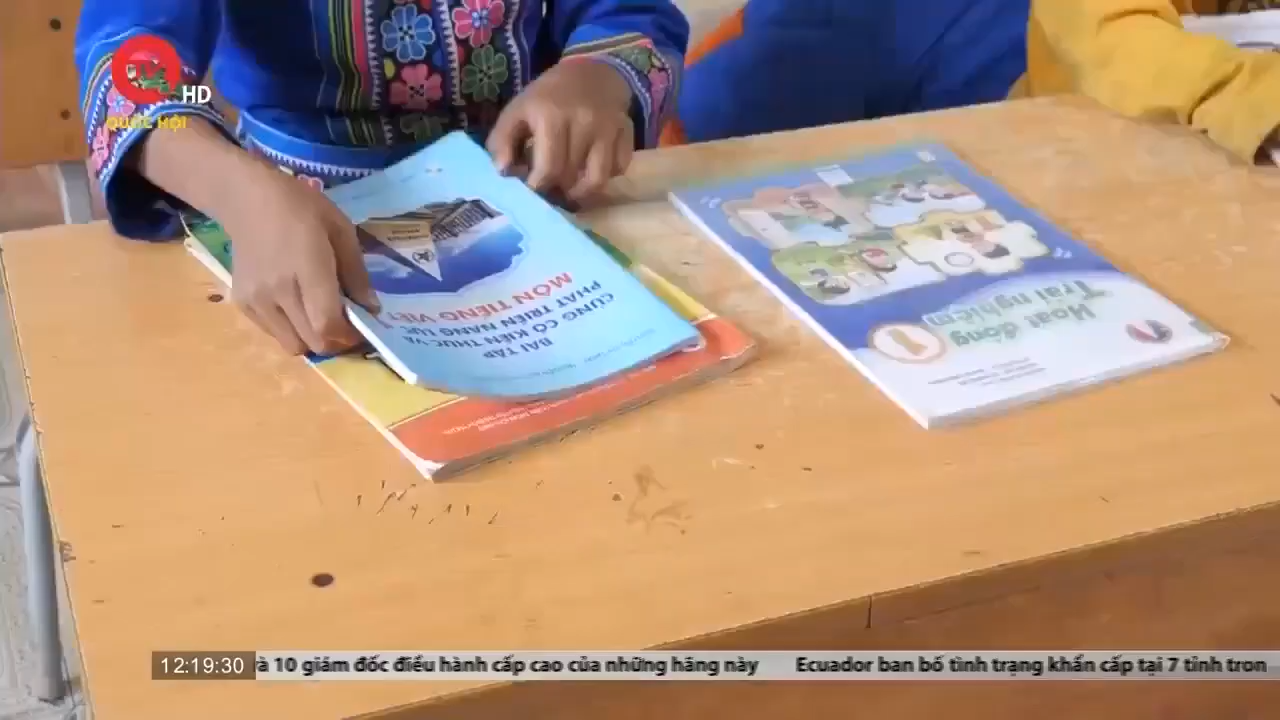 HD
QUỐC HỘI
BÀI TẬP
CỦNG CỐ KIẾN THỨC VÀ
PHÁT TRIỂN NĂNG LỰC
MÔN TIẾNG VIỆT
Hoạt động
Trải nghiệm
1
12:19:30
à 10 giám đốc điều hành cấp cao của những hãng này
Ecuador ban bố tình trạng khẩn cấp tại 7 tỉnh tron